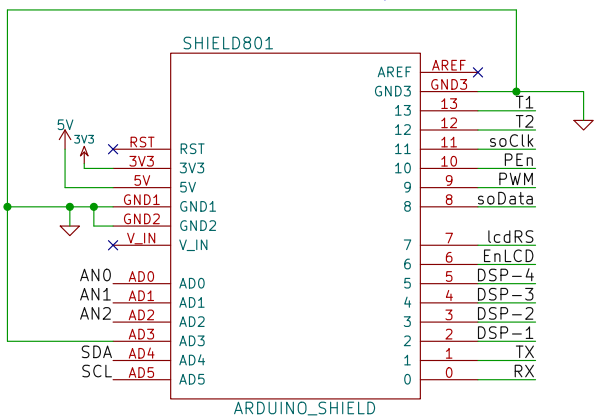 SHIELD801
AREF AREF
GND3 GND3
13 13 T1
12 12 T2
5V 3V3
RST RST 11 11 soClk
3V3 3V3 10 10 PEn
5V 5V 9 9 PWM
GND1 GND1 8 8 soData
GND2 GND2
V_IN V_IN 7 7 lcdRS
6 6 EnLCD
AN0 AD0 AD0 5 5 DSP-4
AN1 AD1 AD1 4 4 DSP-3
AN2 AD2 AD2 3 3 DSP-2
AD3 AD3 2 2 DSP-1
SDA AD4 AD4 1 1 TX
SCL AD5 AD5 0 0 RX
ARDUINO_SHIELD